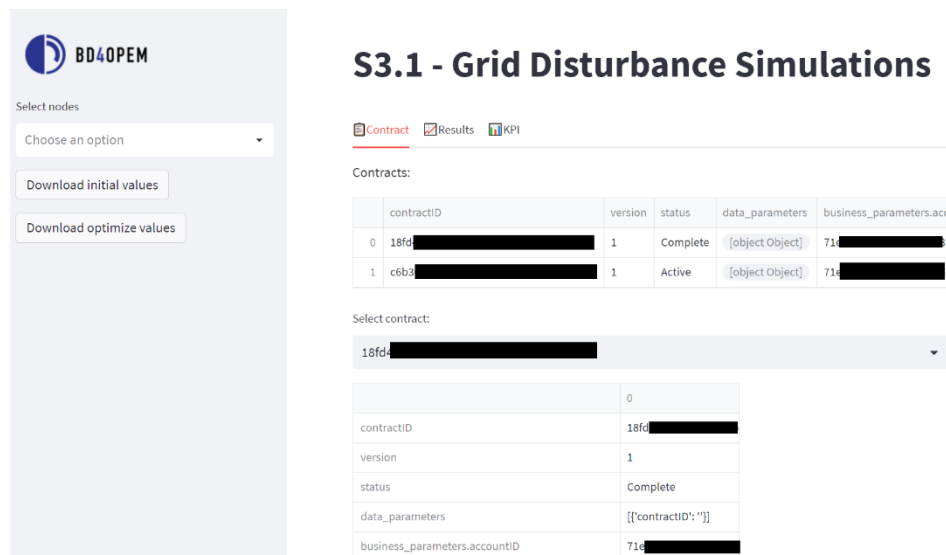 BD4OPEM
Select nodes
Choose an option
Download initial values
Download optimize values
S3.1 - Grid Disturbance Simulations
Contract Results KPI
Contracts:
contractID version status data_parameters business_parameters.acc
0 18fd 1 Complete [object Object] 71e
1 c6b3 1 Active [object Object] 71e
Select contract:
18fd4
0
contractID 18fd
version 1
status Complete
data_parameters [{'contractID': ''}]
business_parameters.accountID 71e